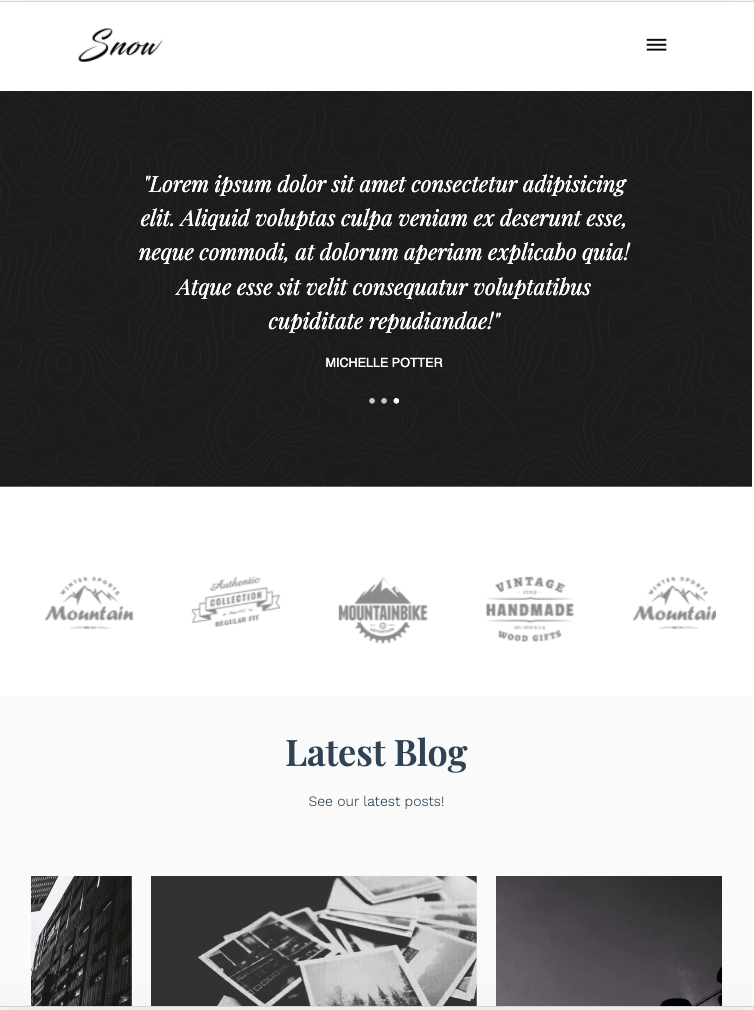 Snow
"Lorem ipsum dolor sit amet consectetur adipisicing
elit. Aliquid voluptas culpa veniam ex deserunt esse,
neque commodi, at dolorum aperiam explicabo quia!
Atque esse sit velit consequatur voluptatibus
cupiditate repudiandae!"
MICHELLE POTTER
WINTER SPORTS
Mountain
Authentic
COLLECTION
REGULAR FIT
MOUNTAINBIKE
ADVENTURE
VINTAGE
STYLE
HANDMADE
WOOD GIFTS
WINTER SPORTS
Mountain
Latest Blog
See our latest posts!